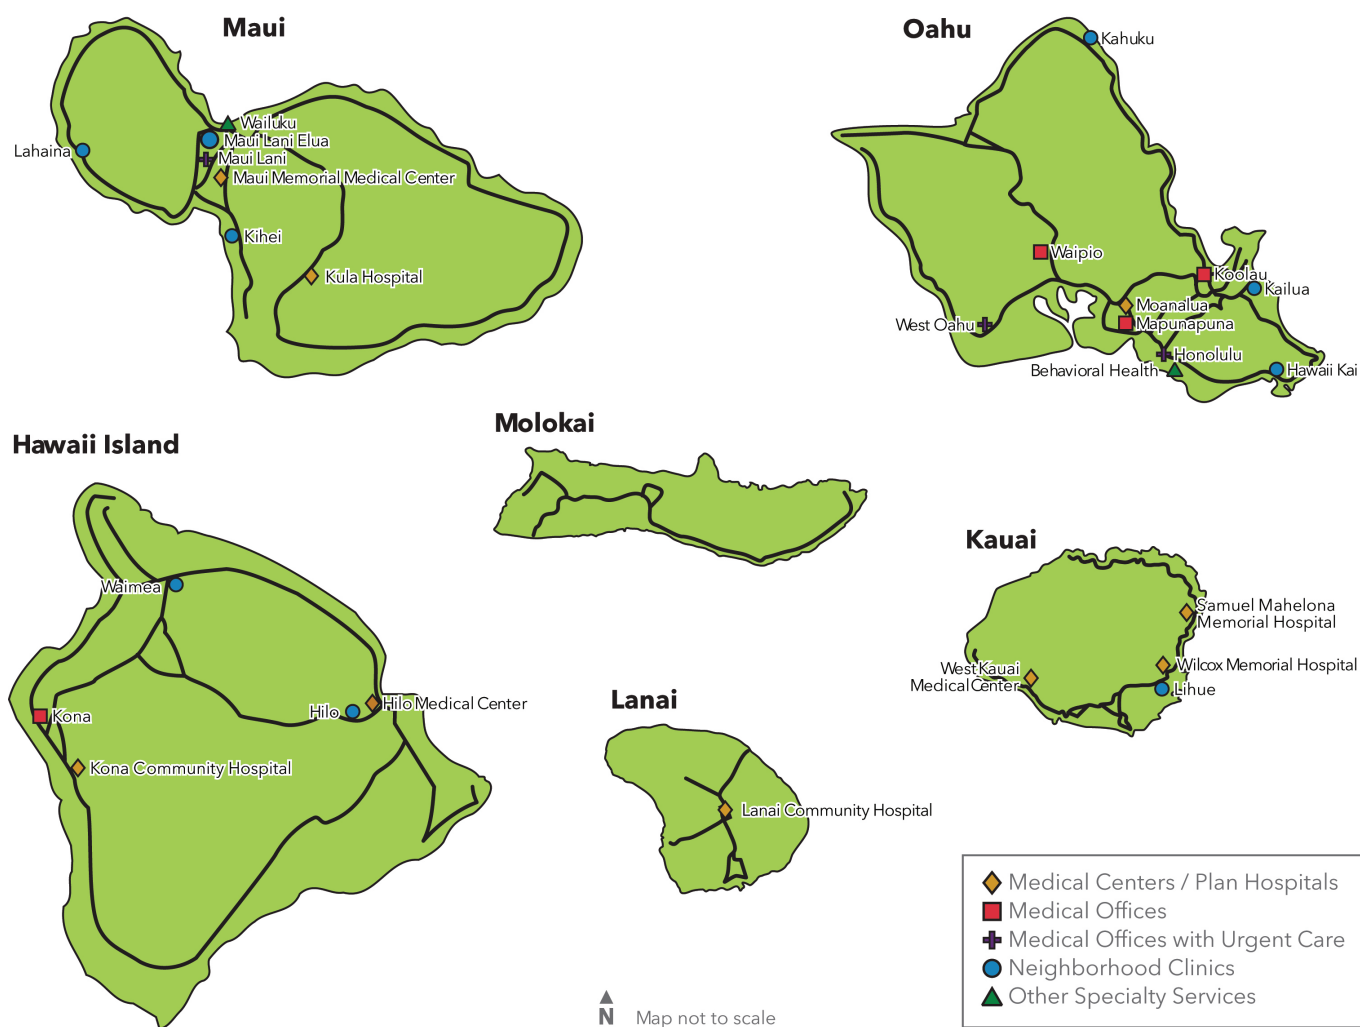 Maui
Wailuku
Maui Lani Elua
Lahaina
Maui Lani
Maui Memorial Medical Center
Kihei
Kula Hospital
Oahu
Kahuku
Waipio
Koolau
Kailua
Moanalua
West Oahu
Mapunapuna
Honolulu
Behavioral Health
Hawaii Kai
Hawaii Island
Waimea
Hilo Medical Center
Hilo
Kona
Kona Community Hospital
Molokai
Kauai
Samuel Mahelona
Memorial Hospital
Wilcox Memorial Hospital
West Kauai
Medical Center
Lihue
Lanai
Lanai Community Hospital
Medical Centers / Plan Hospitals
Medical Offices
Medical Offices with Urgent Care
Neighborhood Clinics
Other Specialty Services
N
Map not to scale